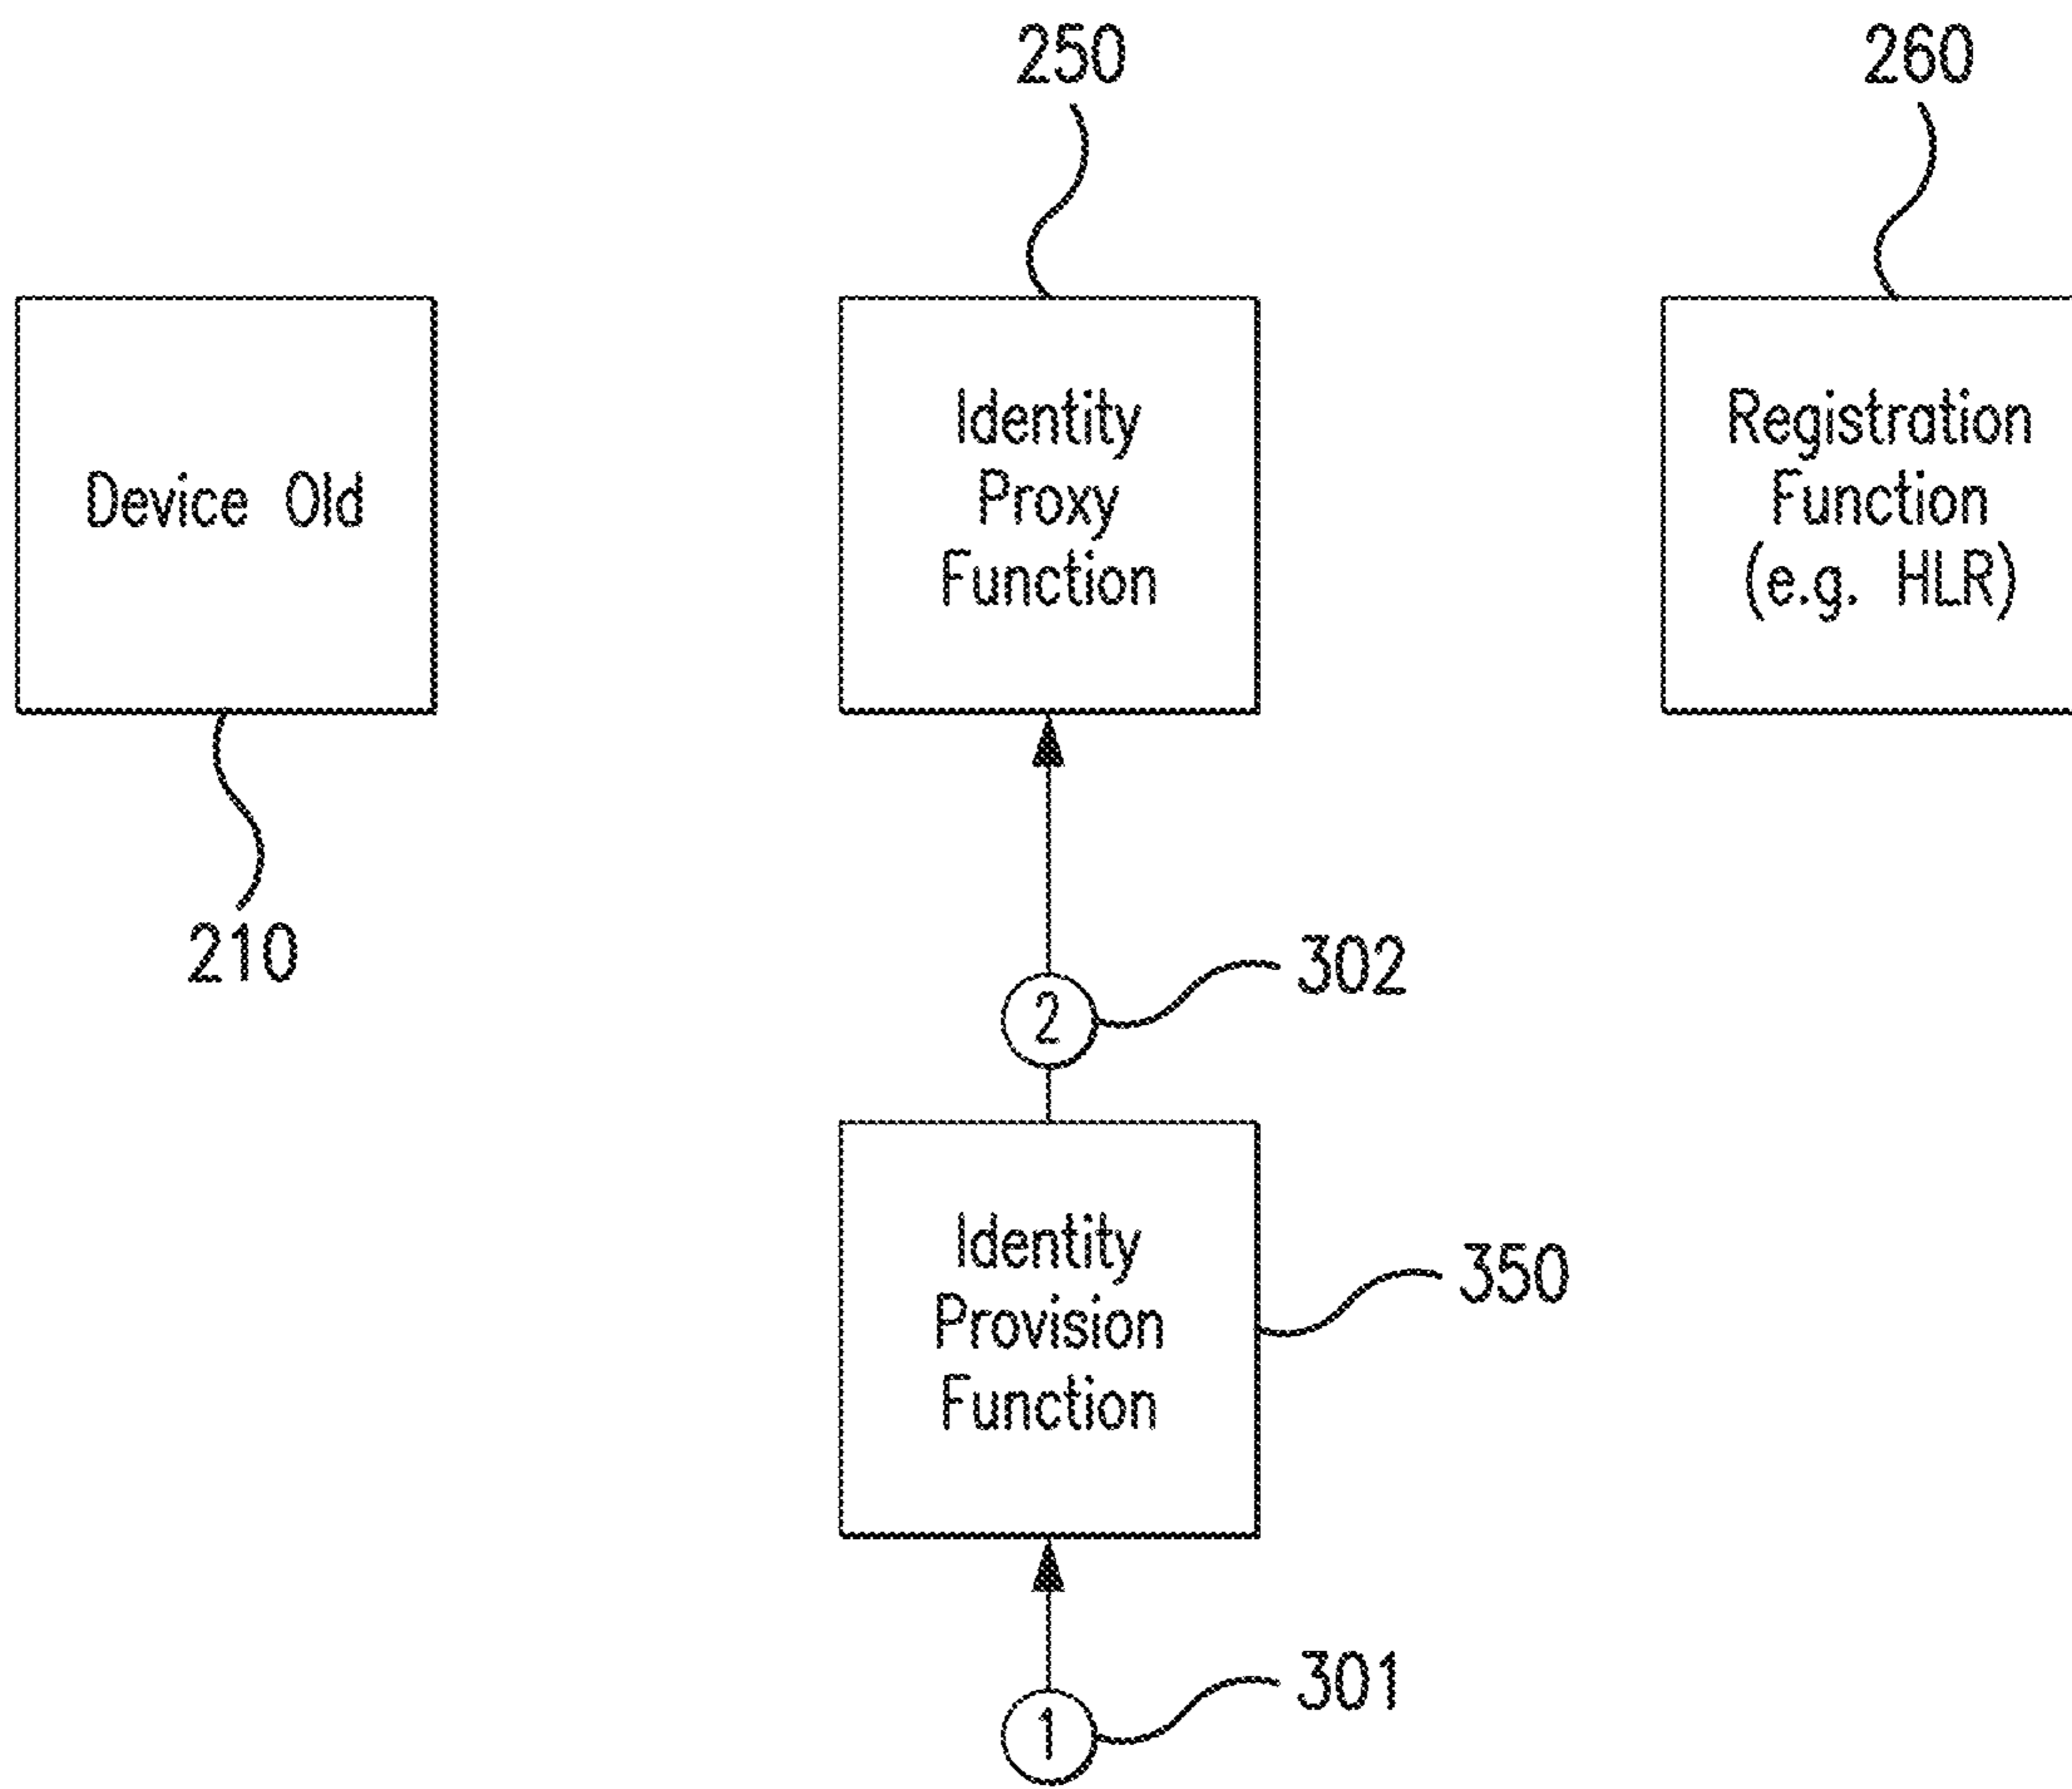 250
260
Device Old
Identity
Proxy
Function
Registration
Function
(e.g. HLR)
210
302
2
Identity
Provision
Function
350
301
1